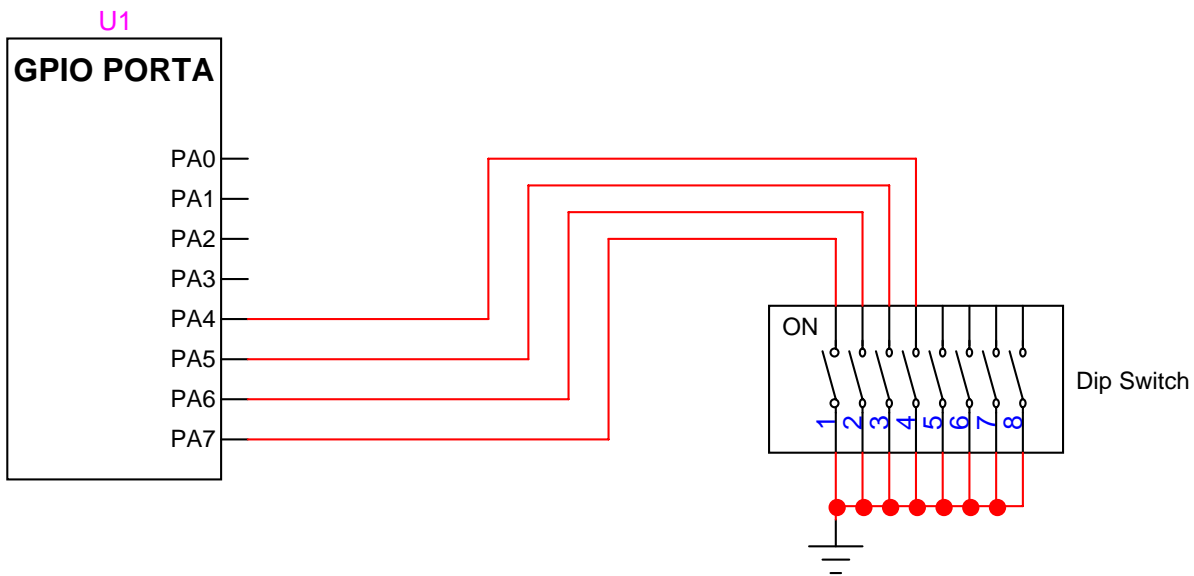 U1
GPIO PORTA
PA0
PA1
PA2
PA3
PA4
PA5
PA6
PA7
ON
1 2 3 4 5 6 7 8
Dip Switch